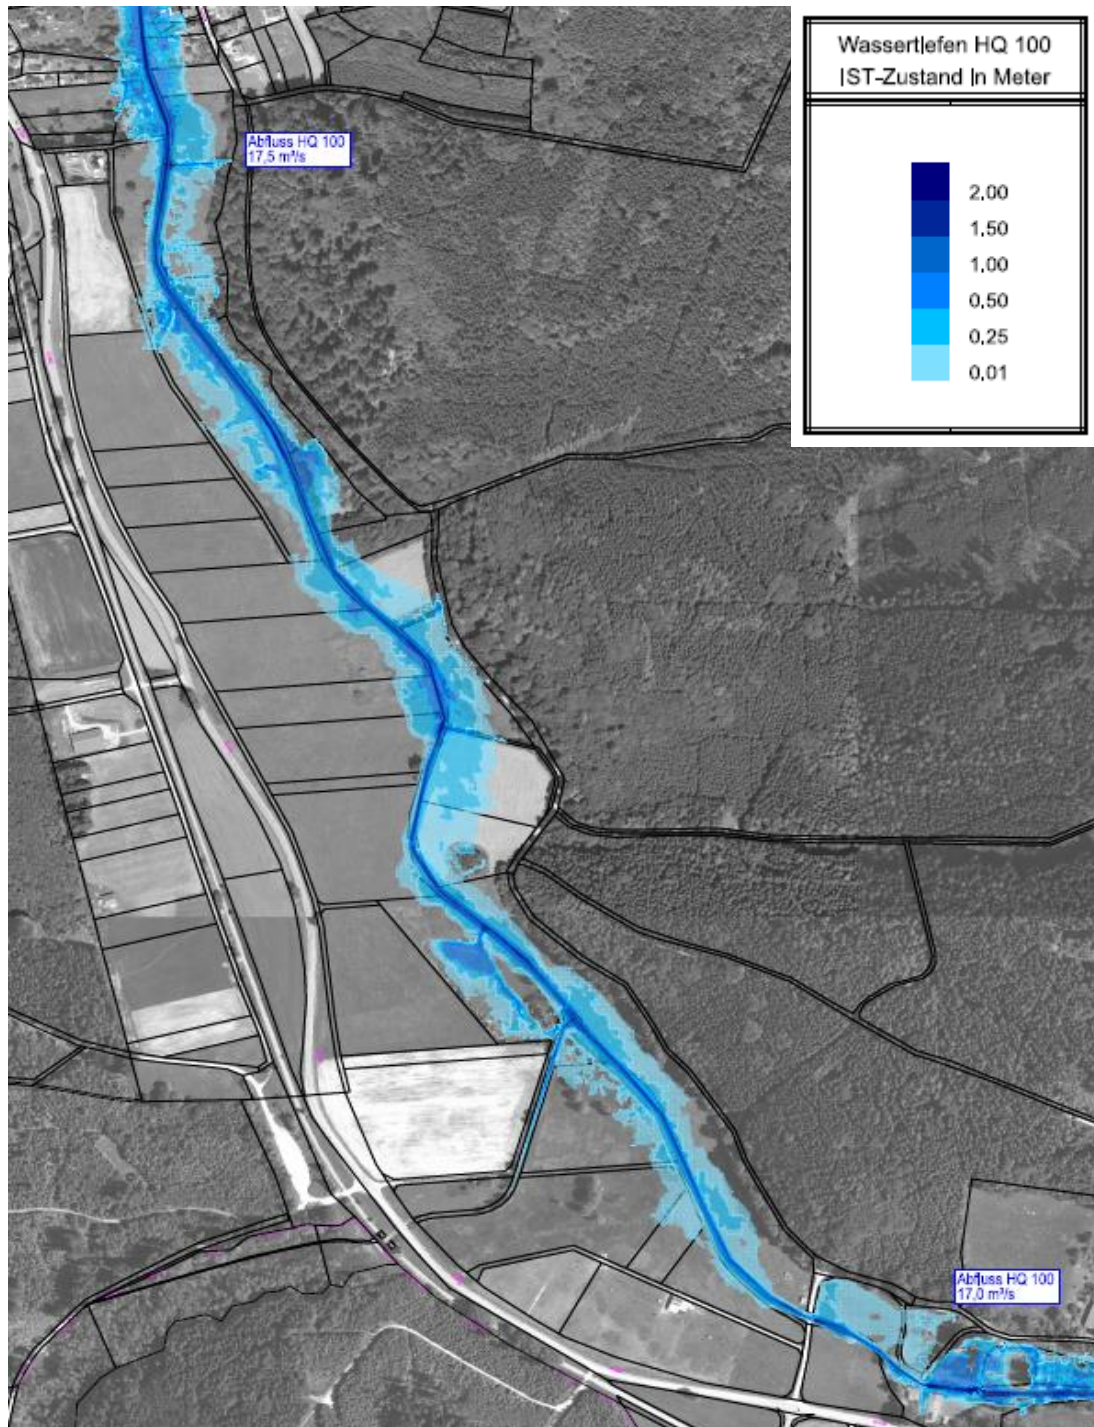 Wassertiefen HQ 100
IST-Zustand in Meter
2.00
1.50
1.00
0.50
0.25
0.01
Abfluss HQ 100
17,5 m³/s
Abfluss HQ 100
17,0 m³/s